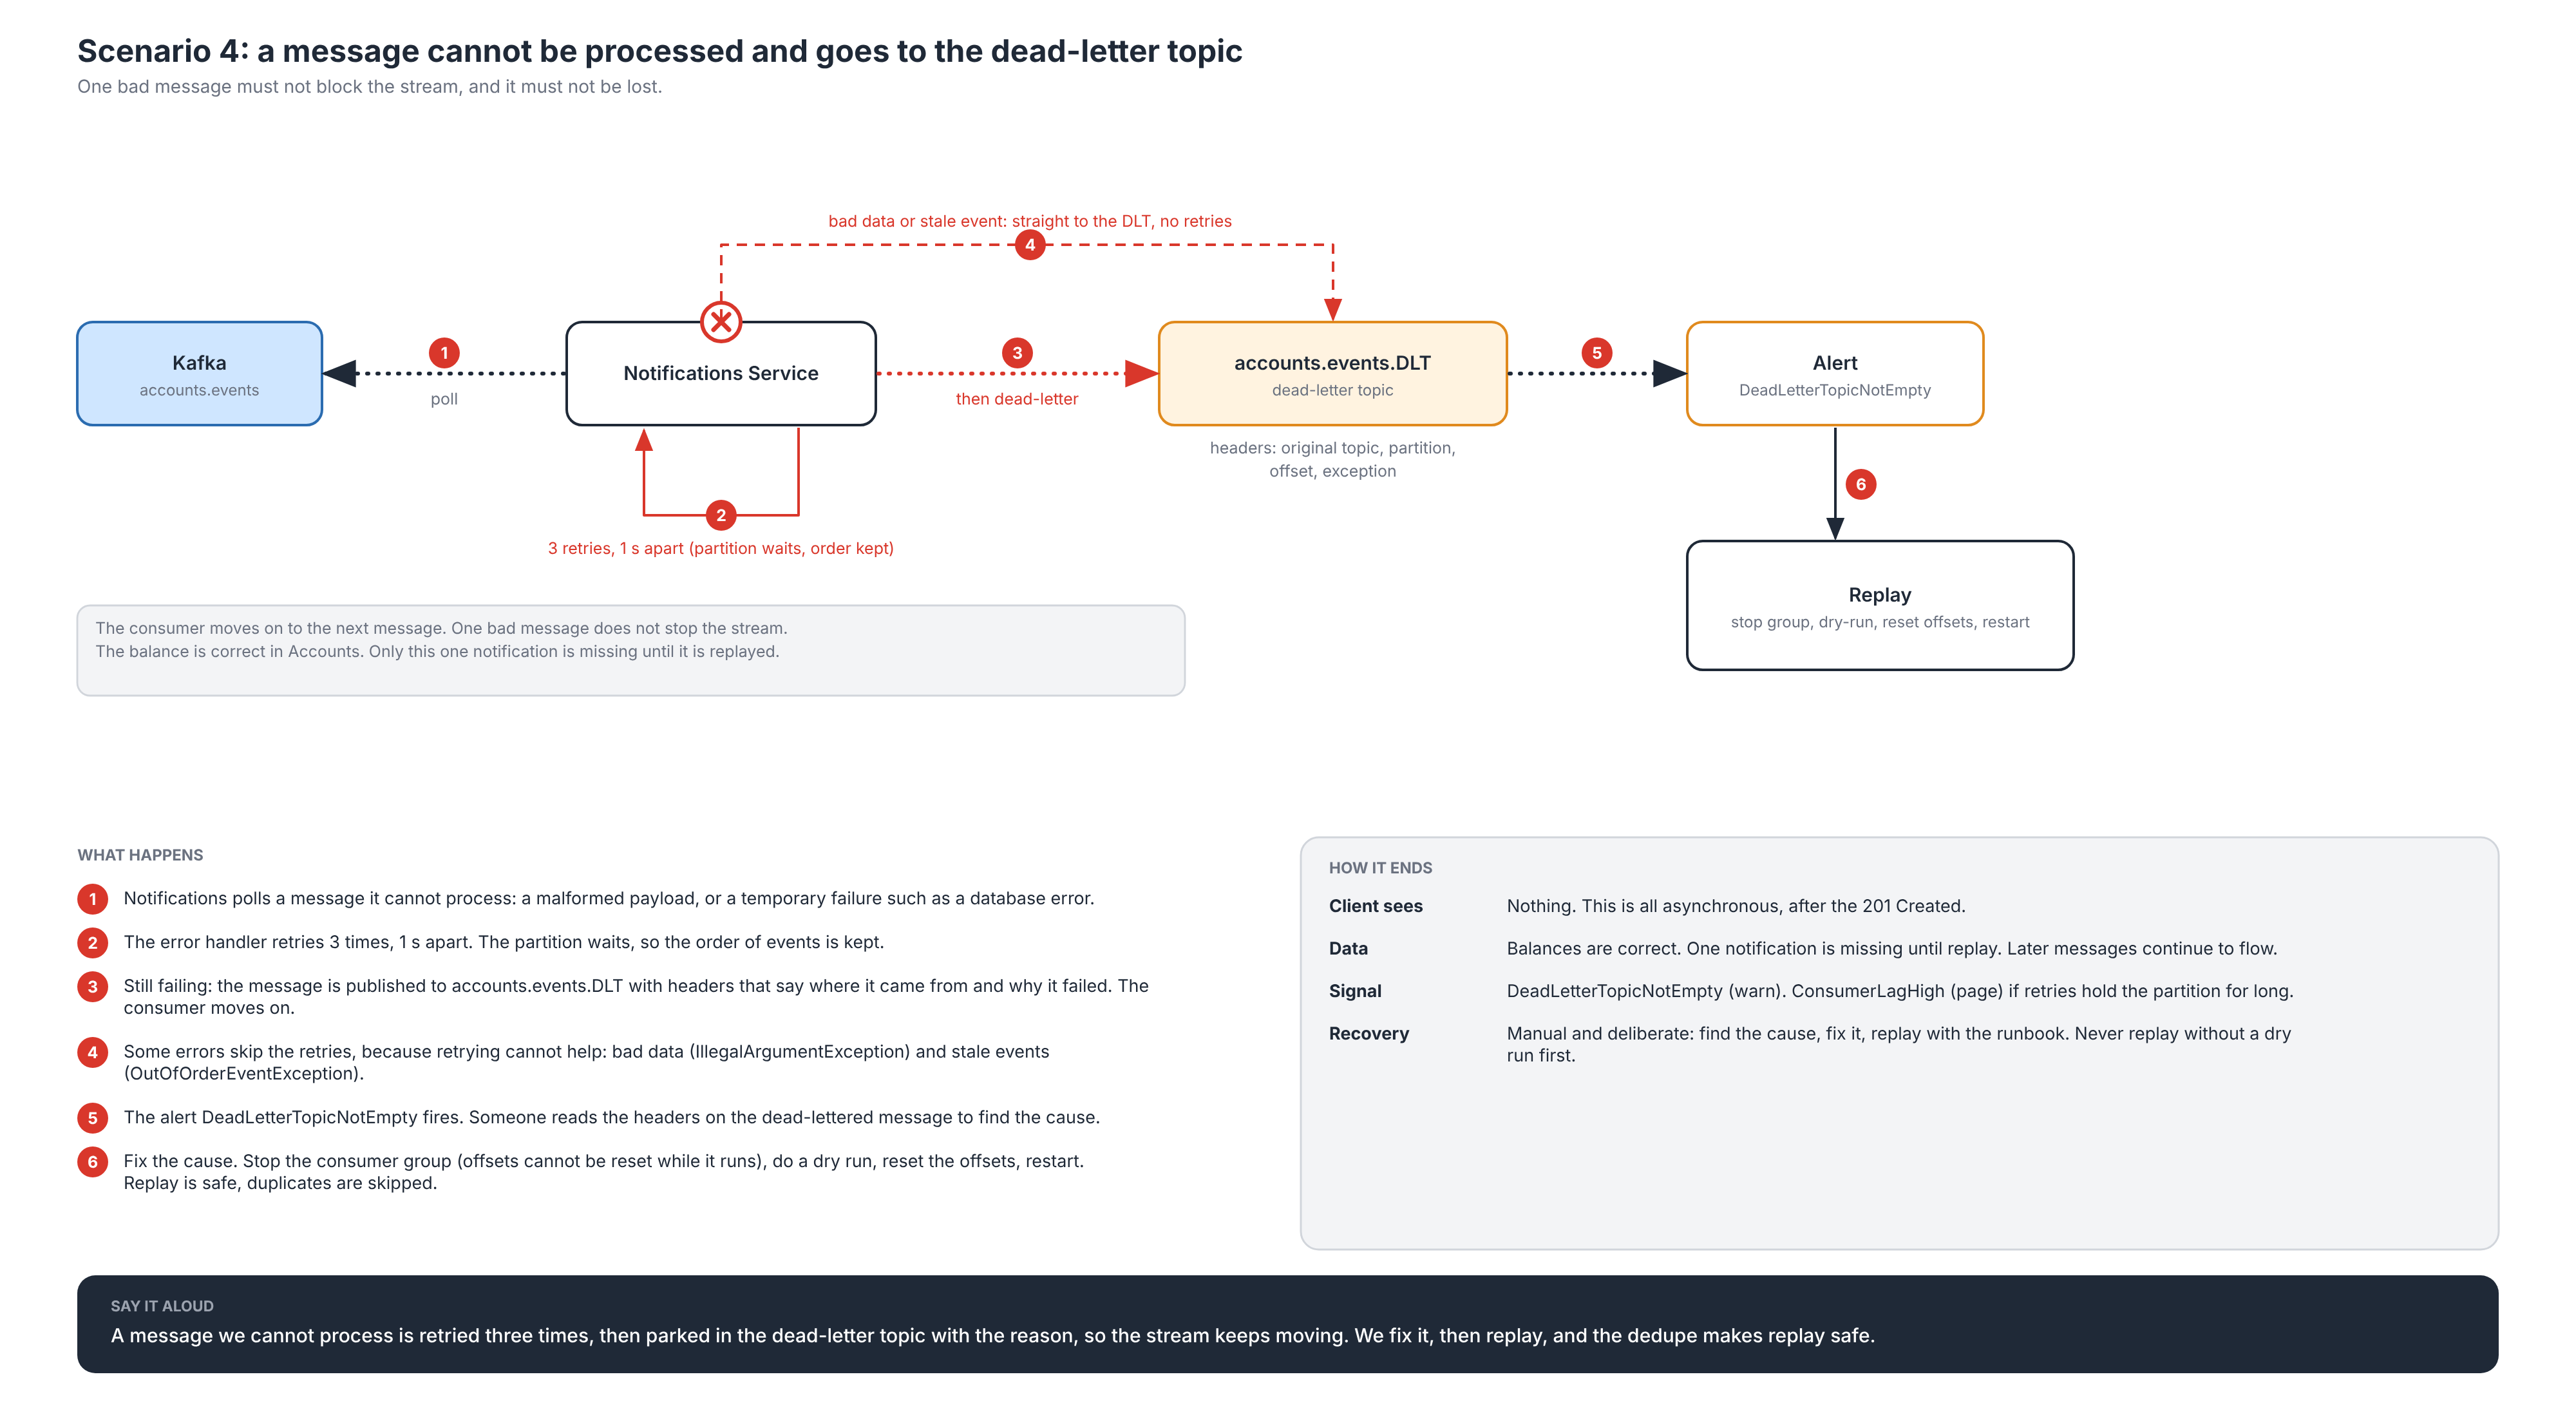 Scenario 4: a message cannot be processed and goes to the dead-letter topic
One bad message must not block the stream, and it must not be lost.
bad data or stale event: straight to the DLT, no retries
4
Kafka
accounts.events
1
poll
Notifications Service
3
then dead-letter
accounts.events.DLT
dead-letter topic
headers: original topic, partition,
offset, exception
5
Alert
DeadLetterTopicNotEmpty
2
3 retries, 1 s apart (partition waits, order kept)
6
Replay
stop group, dry-run, reset offsets, restart
The consumer moves on to the next message. One bad message does not stop the stream.
The balance is correct in Accounts. Only this one notification is missing until it is replayed.
WHAT HAPPENS
1 Notifications polls a message it cannot process: a malformed payload, or a temporary failure such as a database error.
2 The error handler retries 3 times, 1 s apart. The partition waits, so the order of events is kept.
3 Still failing: the message is published to accounts.events.DLT with headers that say where it came from and why it failed. The
consumer moves on.
4 Some errors skip the retries, because retrying cannot help: bad data (IllegalArgumentException) and stale events
(OutOfOrderEventException).
5 The alert DeadLetterTopicNotEmpty fires. Someone reads the headers on the dead-lettered message to find the cause.
6 Fix the cause. Stop the consumer group (offsets cannot be reset while it runs), do a dry run, reset the offsets, restart.
Replay is safe, duplicates are skipped.
HOW IT ENDS
Client sees Nothing. This is all asynchronous, after the 201 Created.
Data Balances are correct. One notification is missing until replay. Later messages continue to flow.
Signal DeadLetterTopicNotEmpty (warn). ConsumerLagHigh (page) if retries hold the partition for long.
Recovery Manual and deliberate: find the cause, fix it, replay with the runbook. Never replay without a dry
run first.
SAY IT ALOUD
A message we cannot process is retried three times, then parked in the dead-letter topic with the reason, so the stream keeps moving. We fix it, then replay, and the dedupe makes replay safe.